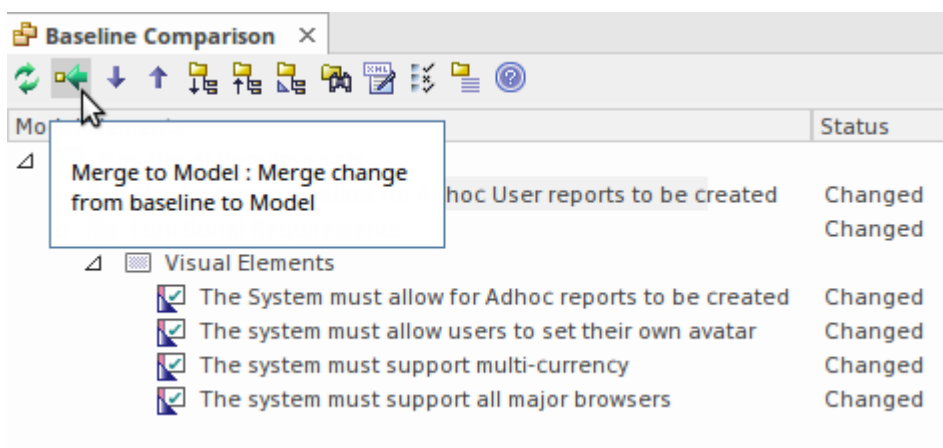 Baseline Comparison
Mo
Status
Merge to Model : Merge change
from baseline to Model
hoc User reports to be created Changed
Changed
Visual Elements
The System must allow for Adhoc reports to be created Changed
The system must allow users to set their own avatar Changed
The system must support multi-currency Changed
The system must support all major browsers Changed